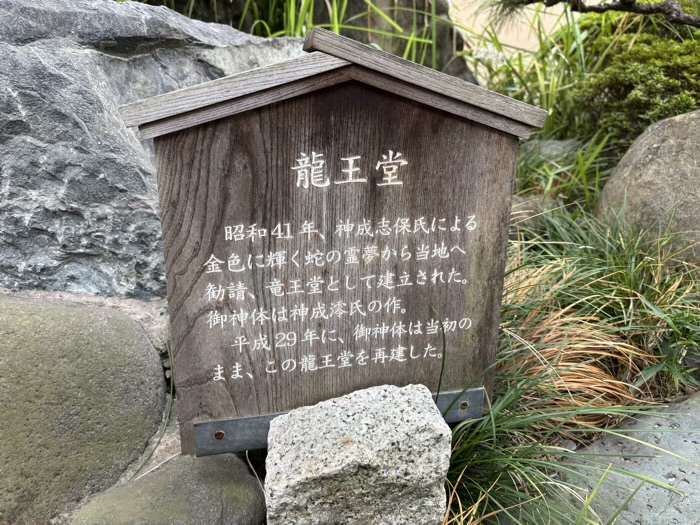 龍王堂
昭和41年、神成志保氏による
金色に輝く蛇の霊夢から当地へ
勧請、竜王堂として建立された。
御神体は神成澪氏の作。
平成29年に、御神体は当初の
まま、この龍王堂を再建した。